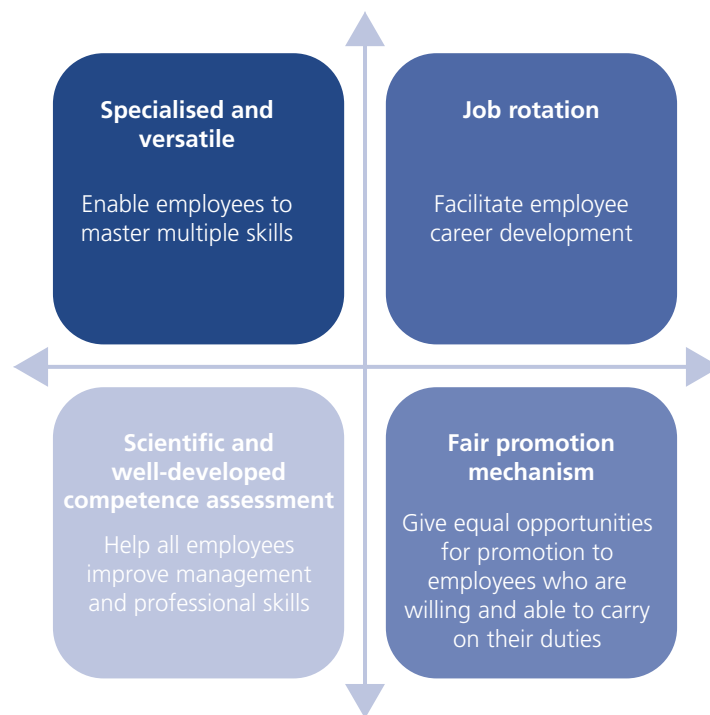 Specialised and
versatile
Enable employees to
master multiple skills
Job rotation
Facilitate employee
career development
Scientific and
well-developed
competence assessment
Help all employees
improve management
and professional skills
Fair promotion
mechanism
Give equal opportunities
for promotion to
employees who are
willing and able to carry
on their duties